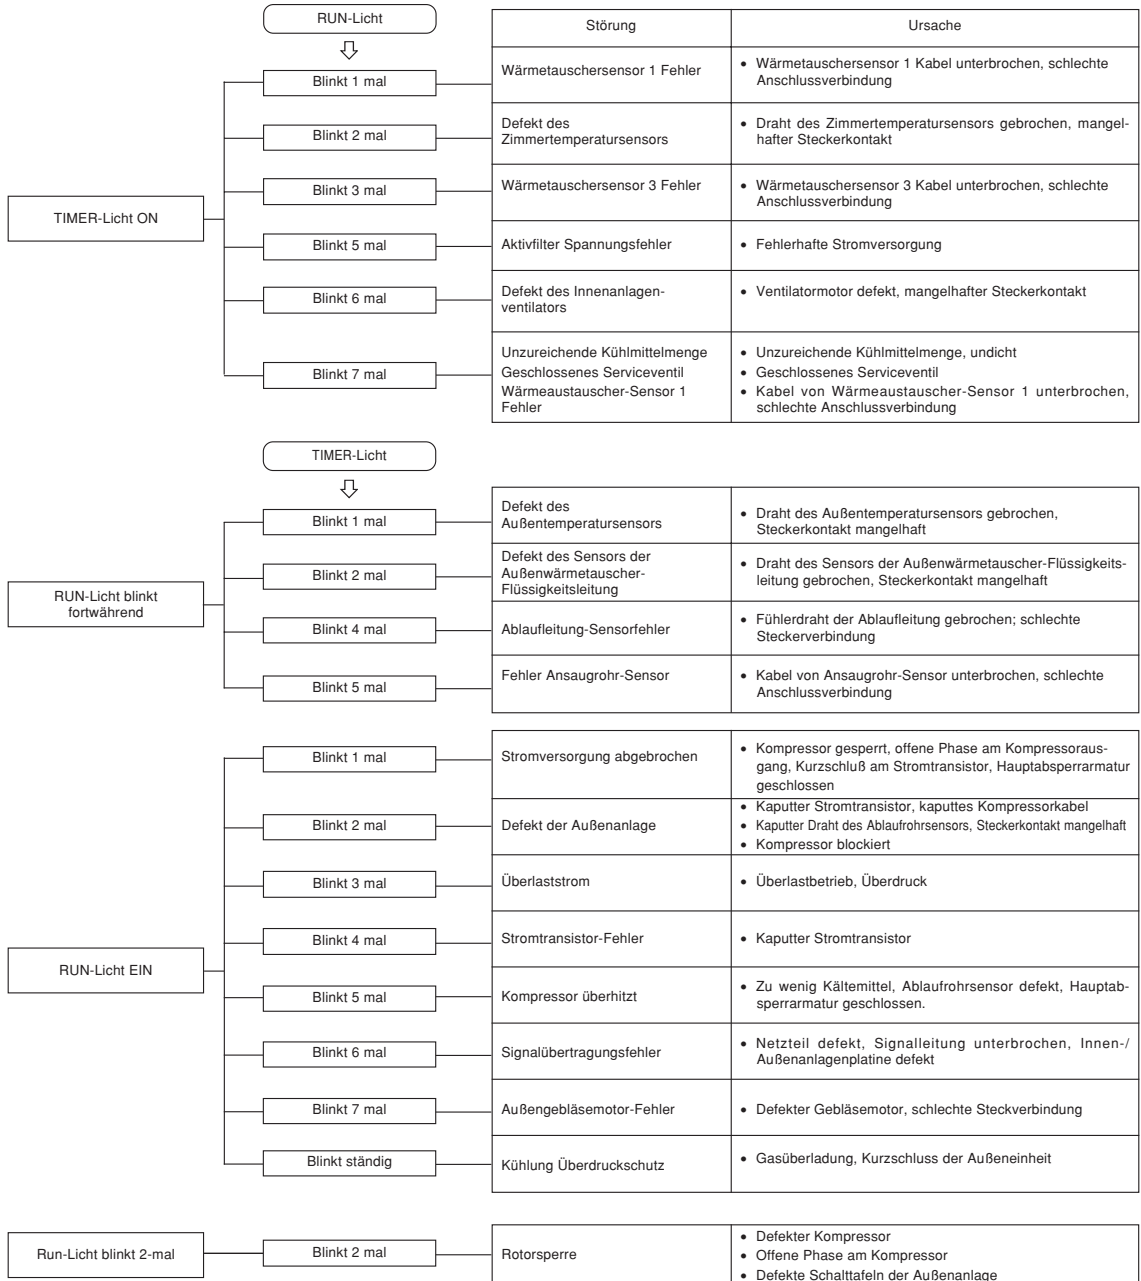 RUN-Licht
Störung
Ursache
TIMER-Licht ON
Blinkt 1 mal
Wärmetauschersensor 1 Fehler
• Wärmetauschersensor 1 Kabel unterbrochen, schlechte
Anschlussverbindung
Blinkt 2 mal
Defekt des
Zimmertemperatursensors
• Draht des Zimmertemperatursensors gebrochen, mangel-
hafter Steckerkontakt
Blinkt 3 mal
Wärmetauschersensor 3 Fehler
• Wärmetauschersensor 3 Kabel unterbrochen, schlechte
Anschlussverbindung
Blinkt 5 mal
Aktivfilter Spannungsfehler
• Fehlerhafte Stromversorgung
Blinkt 6 mal
Defekt des Innenanlagen-
ventilators
• Ventilatormotor defekt, mangelhafter Steckerkontakt
Blinkt 7 mal
Unzureichende Kühlmittelmenge
Geschlossenes Serviceventil
Wärmeaustauscher-Sensor 1
Fehler
• Unzureichende Kühlmittelmenge, undicht
• Geschlossenes Serviceventil
• Kabel von Wärmeaustauscher-Sensor 1 unterbrochen,
schlechte Anschlussverbindung
TIMER-Licht
RUN-Licht blinkt
fortwährend
Blinkt 1 mal
Defekt des
Außentemperatursensors
• Draht des Außentemperatursensors gebrochen,
Steckerkontakt mangelhaft
Blinkt 2 mal
Defekt des Sensors der
Außenwärmetauscher-
Flüssigkeitsleitung
• Draht des Sensors der Außenwärmetauscher-Flüssigkeits-
leitung gebrochen, Steckerkontakt mangelhaft
Blinkt 4 mal
Ablaufleitung-Sensorfehler
• Fühlerdraht der Ablaufleitung gebrochen; schlechte
Steckerverbindung
Blinkt 5 mal
Fehler Ansaugrohr-Sensor
• Kabel von Ansaugrohr-Sensor unterbrochen, schlechte
Anschlussverbindung
RUN-Licht EIN
Blinkt 1 mal
Stromversorgung abgebrochen
• Kompressor gesperrt, offene Phase am Kompressoraus-
gang, Kurzschluß am Stromtransistor, Hauptabsperrarmatur
geschlossen
Blinkt 2 mal
Defekt der Außenanlage
• Kaputter Stromtransistor, kaputtes Kompressorkabel
• Kaputter Draht des Ablaufrohrsensors, Steckerkontakt mangelhaft
• Kompressor blockiert
Blinkt 3 mal
Überlaststrom
• Überlastbetrieb, Überdruck
Blinkt 4 mal
Stromtransistor-Fehler
• Kaputter Stromtransistor
Blinkt 5 mal
Kompressor überhitzt
• Zu wenig Kältemittel, Ablaufrohrsensor defekt, Hauptab-
sperrarmatur geschlossen.
Blinkt 6 mal
Signalübertragungsfehler
• Netzteil defekt, Signalleitung unterbrochen, Innen-/
Außenanlagenplatine defekt
Blinkt 7 mal
Außengebläsemotor-Fehler
• Defekter Gebläsemotor, schlechte Steckverbindung
Blinkt ständig
Kühlung Überdruckschutz
• Gasüberladung, Kurzschluss der Außeneinheit
Run-Licht blinkt 2-mal
Blinkt 2 mal
Rotorsperre
• Defekter Kompressor
• Offene Phase am Kompressor
• Defekte Schalttafeln der Außenanlage